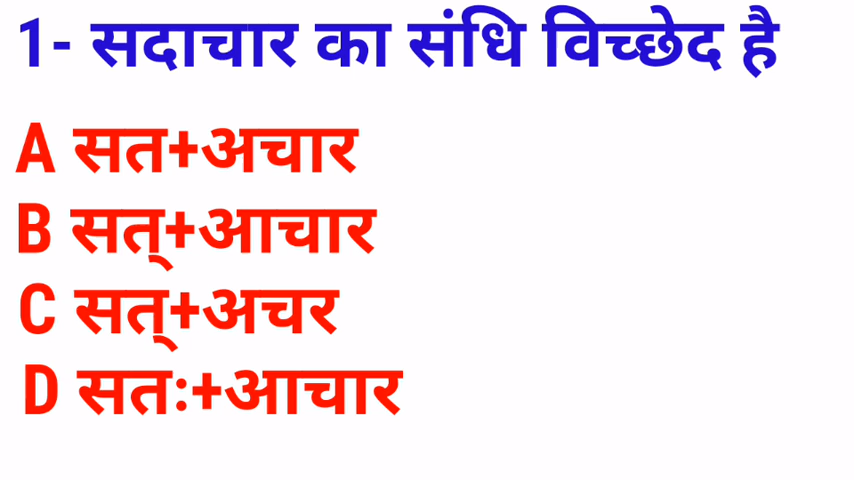 1- सदाचार का संधि विच्छेद है
A सत+अचार
B सत्+आचार
C सत्+अचर
D सतः+आचार